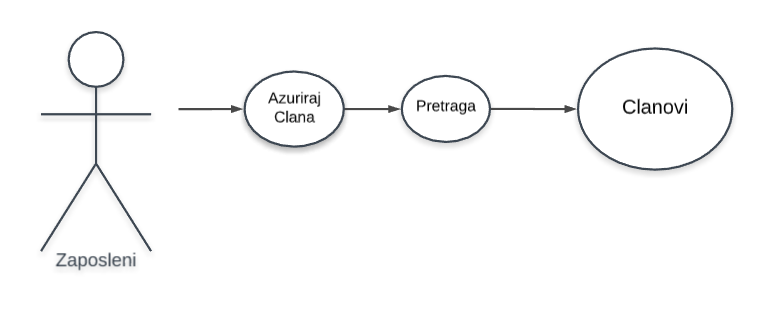 Azuriraj
Clana
Pretraga
Clanovi
Zaposleni